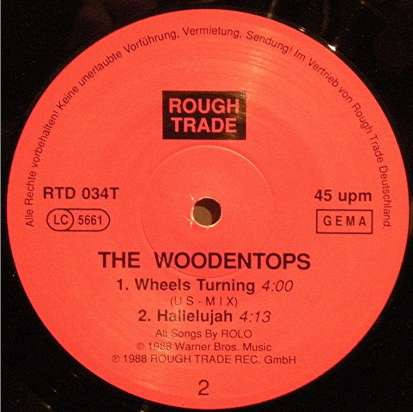 Alle Rechte vorbehalten! Keine unerlaubte Vorführung, Vermietung, Sendung! Im Vertrieb von Rough Trade Deutschland
ROUGH
TRADE
RTD 034T
45 upm
LC 5661
GEMA
THE WOODENTOPS
1. Wheels Turning 4:00
(US-MIX)
2. Hallelujah 4:13
All Songs By ROLO
© 1988 Warner Bros. Music
℗ 1988 ROUGH TRADE REC. GmbH
2